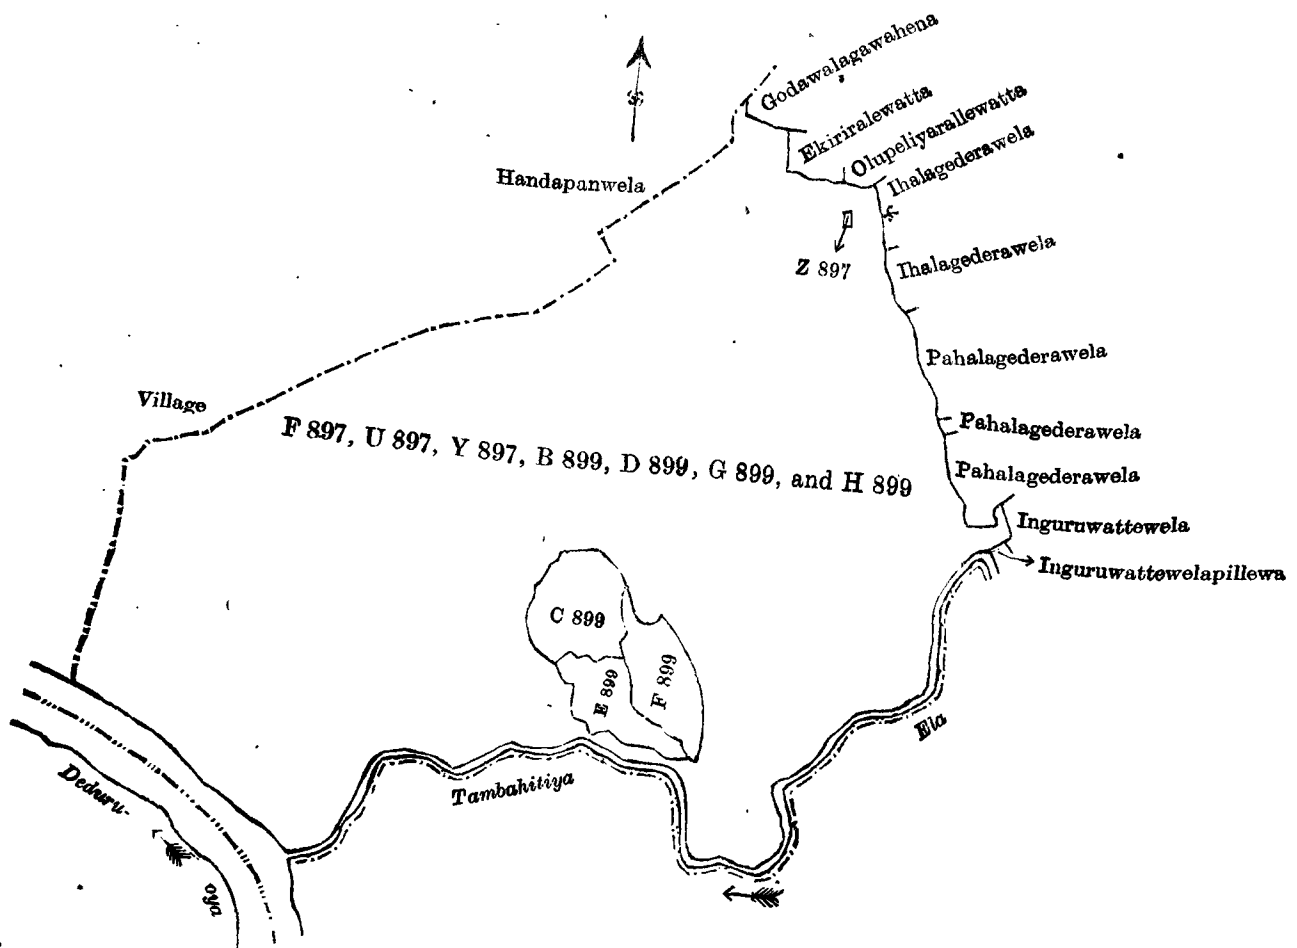 Godawalagawahena
Ekiriralewatta
Olupeliyarallewatta
Ihalagederawela
Handapanwela
Z 897
Ihalagederawela
Pahalagederawela
Village
F 897, U 897, Y 897, B 899, D 899, G 899, and H 899
Pahalagederawela
Pahalagederawela
Inguruwattewela
Inguruwattewelapillewa
C 899
E 899
F 899
Ela
Tambahitiya
Deduru-
oya